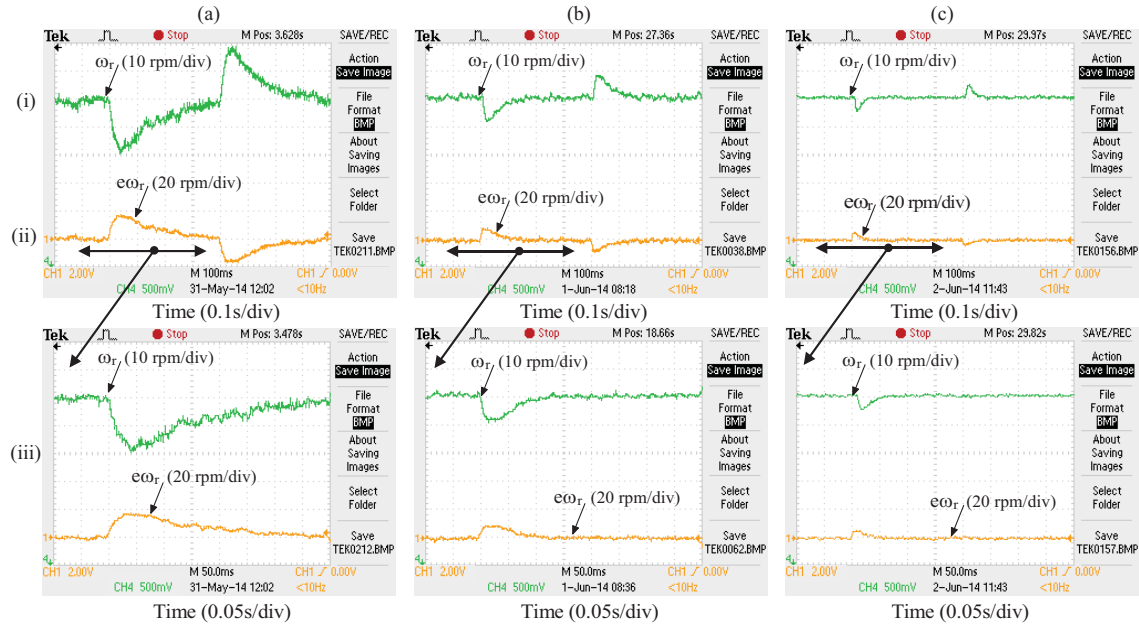 (a)
(b)
(c)
(i)
(ii)
(iii)
Tek Stop M Pos: 3.628s SAVE/REC
ωr (10 rpm/div)
eωr (20 rpm/div)
Action
Save Image
File
Format
BMP
About
Saving
Images
Select
Folder
Save
TEK0211.BMP
1
4
CH1 2.00V M 100ms CH1 / 0.00V
CH4 500mV 31-May-14 12:02 <10Hz
Time (0.1s/div)
Tek Stop M Pos: 27.36s SAVE/REC
ωr (10 rpm/div)
eωr (20 rpm/div)
Action
Save Image
File
Format
BMP
About
Saving
Images
Select
Folder
Save
TEK0038.BMP
1
4
CH1 2.00V M 100ms CH1 / 0.00V
CH4 500mV 1-Jun-14 08:18 <10Hz
Time (0.1s/div)
Tek Stop M Pos: 29.97s SAVE/REC
ωr (10 rpm/div)
eωr (20 rpm/div)
Action
Save Image
File
Format
BMP
About
Saving
Images
Select
Folder
Save
TEK0156.BMP
1
4
CH1 2.00V M 100ms CH1 / 0.00V
CH4 500mV 2-Jun-14 11:43 <10Hz
Time (0.1s/div)
Tek Stop M Pos: 3.478s SAVE/REC
ωr (10 rpm/div)
eωr (20 rpm/div)
Action
Save Image
File
Format
BMP
About
Saving
Images
Select
Folder
Save
TEK0212.BMP
1
4
CH1 2.00V M 50.0ms CH1 / 0.00V
CH4 500mV 31-May-14 12:02 <10Hz
Time (0.05s/div)
Tek Stop M Pos: 18.66s SAVE/REC
ωr (10 rpm/div)
eωr (20 rpm/div)
Action
Save Image
File
Format
BMP
About
Saving
Images
Select
Folder
Save
TEK0062.BMP
1
4
CH1 2.00V M 50.0ms CH1 / 0.00V
CH4 500mV 1-Jun-14 08:36 <10Hz
Time (0.05s/div)
Tek Stop M Pos: 29.82s SAVE/REC
ωr (10 rpm/div)
eωr (20 rpm/div)
Action
Save Image
File
Format
BMP
About
Saving
Images
Select
Folder
Save
TEK0157.BMP
1
4
CH1 2.00V M 50.0ms CH1 / 0.00V
CH4 500mV 2-Jun-14 11:43 <10Hz
Time (0.05s/div)